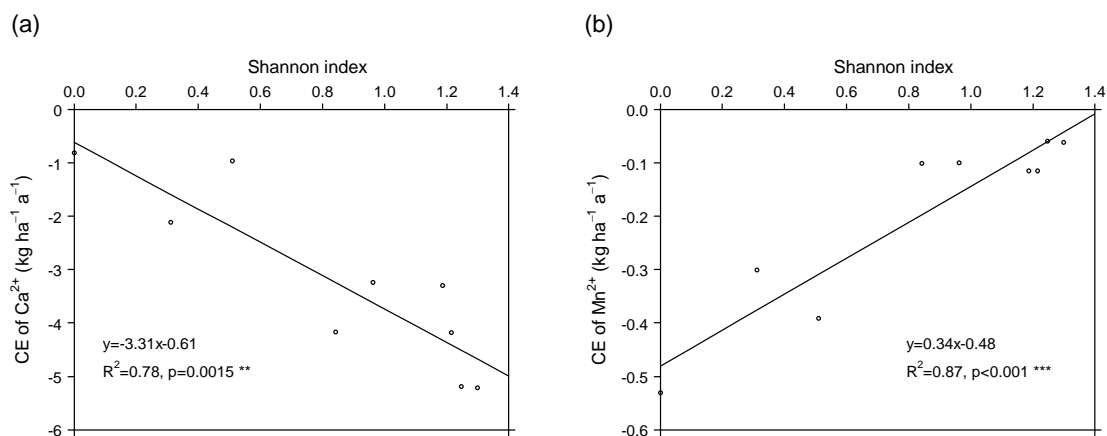 (a)
Shannon index
0.0 0.2 0.4 0.6 0.8 1.0 1.2 1.4
0
-1
-2
-3
-4
-5
-6
CE of Ca²⁺ (kg ha⁻¹ a⁻¹)
y=-3.31x-0.61
R²=0.78, p=0.0015 **
(b)
Shannon index
0.0 0.2 0.4 0.6 0.8 1.0 1.2 1.4
0.0
-0.1
-0.2
-0.3
-0.4
-0.5
-0.6
CE of Mn²⁺ (kg ha⁻¹ a⁻¹)
y=0.34x-0.48
R²=0.87, p<0.001 ***